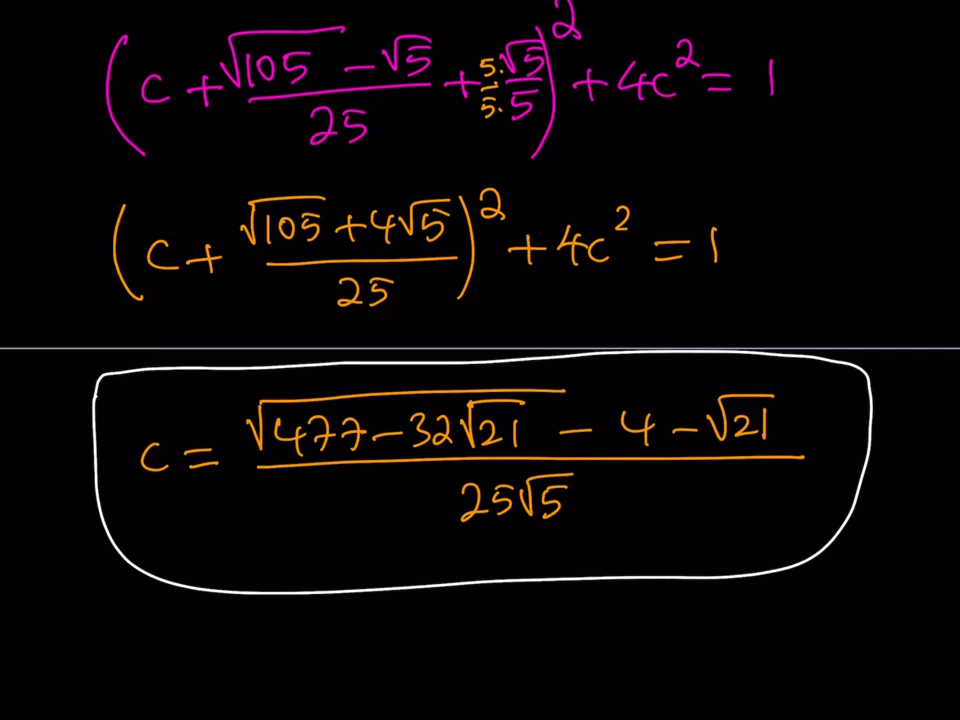 (c + (√105 − √5)/25 + (5·√5)/(5·5))² + 4c² = 1
(c + (√105 + 4√5)/25)² + 4c² = 1
c = (√(477 − 32√21) − 4 − √21)/(25√5)